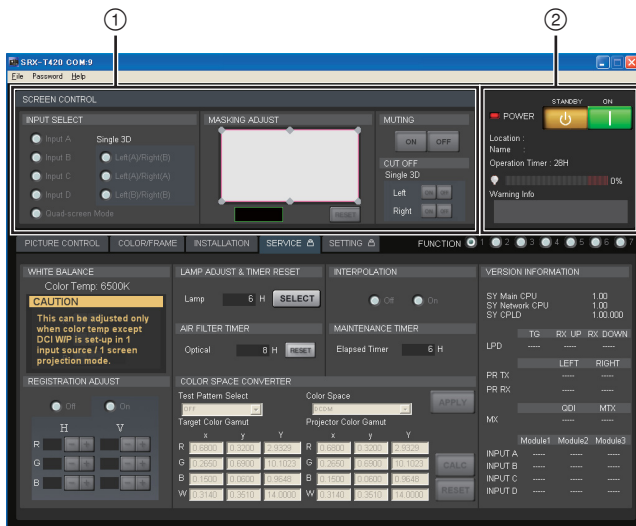 1
2
SRX-T420 COM:9
File Password Help
SCREEN CONTROL
INPUT SELECT
Input A Single 3D
Input B Left(A)/Right(B)
Input C Left(A)/Right(A)
Input D Left(B)/Right(B)
Quad-screen Mode
MASKING ADJUST
RESET
MUTING
ON OFF
CUT OFF
Single 3D
Left ON OFF
Right ON OFF
STANDBY ON
POWER
Location :
Name :
Operation Timer : 28H
0%
Warning Info
PICTURE CONTROL COLOR/FRAME INSTALLATION SERVICE SETTING FUNCTION 1 2 3 4 5 6 7
WHITE BALANCE
Color Temp: 6500K
CAUTION
This can be adjusted only
when color temp except
DCI W/P is set-up in 1
input source / 1 screen
projection mode.
REGISTRATION ADJUST
Off On
H V
R - + - +
G - + - +
B - + - +
LAMP ADJUST & TIMER RESET
Lamp 6 H SELECT
INTERPOLATION
Off On
AIR FILTER TIMER
Optical 8 H RESET
MAINTENANCE TIMER
Elapsed Timer 6 H
COLOR SPACE CONVERTER
Test Pattern Select Color Space
OFF DCDM APPLY
Target Color Gamut Projector Color Gamut
x y Y x y Y
R 0.6800 0.3200 2.9329 R 0.6800 0.3200 2.9329
G 0.2650 0.6900 10.1023 G 0.2650 0.6900 10.1023 CALC
B 0.1500 0.0600 0.9648 B 0.1500 0.0600 0.9648
W 0.3140 0.3510 14.0000 W 0.3140 0.3510 14.0000 RESET
VERSION INFORMATION
SY Main CPU 1.00
SY Network CPU 1.00
SY CPLD 1.00.000
TG RX UP RX DOWN
LPD ----- ----- -----
LEFT RIGHT
PR TX ----- -----
PR RX ----- -----
QDI MTX
MX ----- -----
Module1 Module2 Module3
INPUT A ----- ----- -----
INPUT B ----- ----- -----
INPUT C ----- ----- -----
INPUT D ----- ----- -----